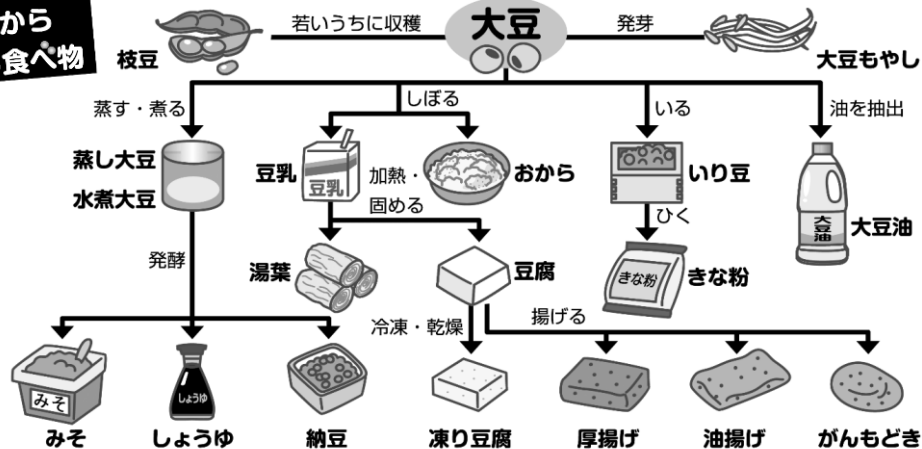 から
食べ物
若いうちに収穫
大豆
発芽
枝豆
大豆もやし
蒸す・煮る
しぼる
いる
油を抽出
蒸し大豆
水煮大豆
豆乳
豆乳
加熱・
固める
おから
いり豆
大豆油
大豆油
ひく
発酵
湯葉
豆腐
きな粉
きな粉
冷凍・乾燥
揚げる
みそ
しょうゆ
みそ
しょうゆ
納豆
凍り豆腐
厚揚げ
油揚げ
がんもどき